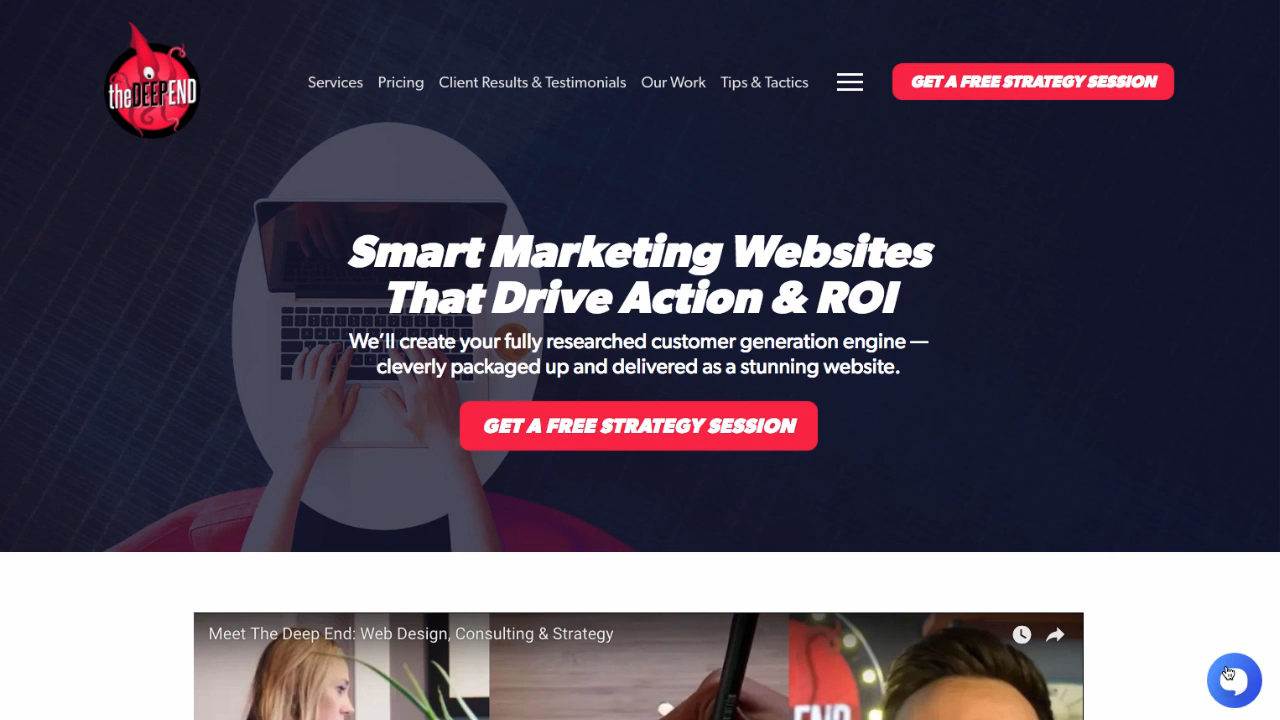 theDEEPEND
Services Pricing Client Results & Testimonials Our Work Tips & Tactics
GET A FREE STRATEGY SESSION
Smart Marketing Websites
That Drive Action & ROI
We'll create your fully researched customer generation engine —
cleverly packaged up and delivered as a stunning website.
GET A FREE STRATEGY SESSION
Meet The Deep End: Web Design, Consulting & Strategy
END